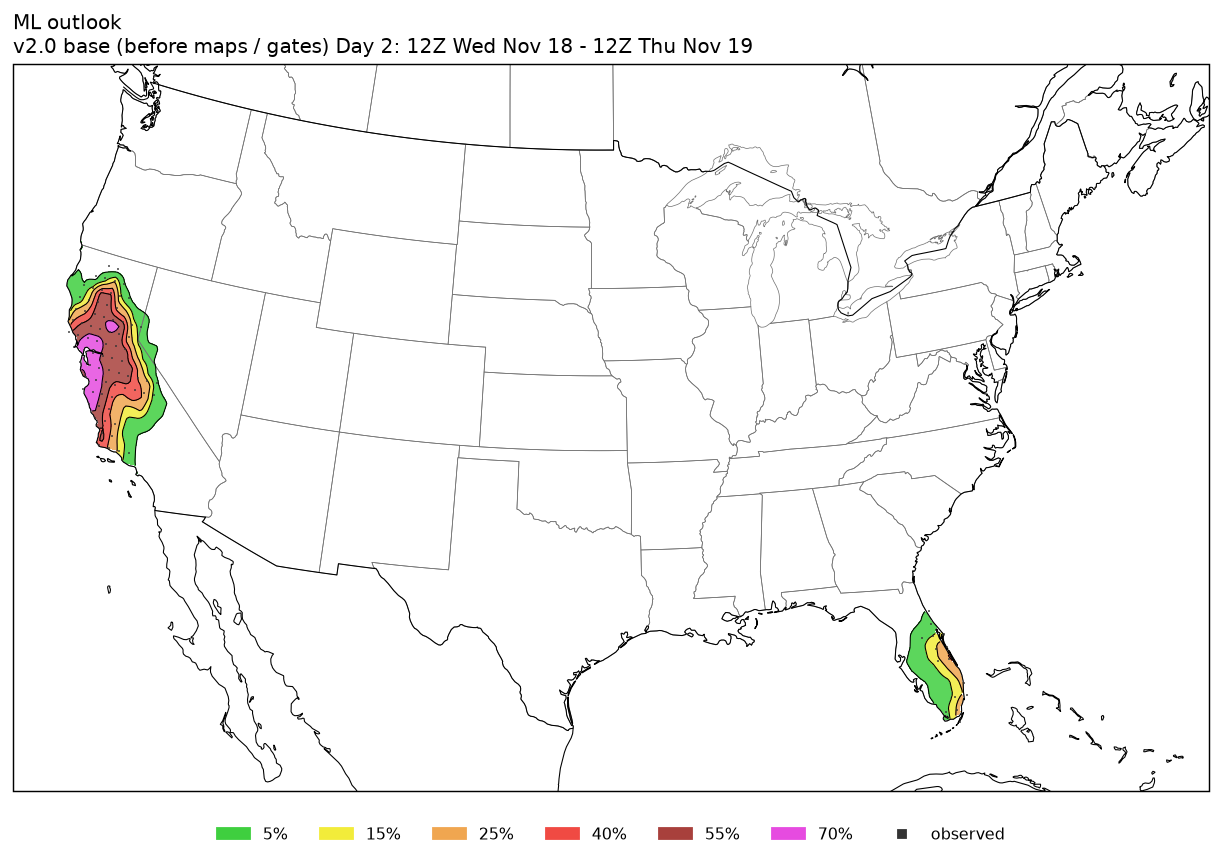 ML outlook
v2.0 base (before maps / gates) Day 2: 12Z Wed Nov 18 - 12Z Thu Nov 19
5% 15% 25% 40% 55% 70% observed